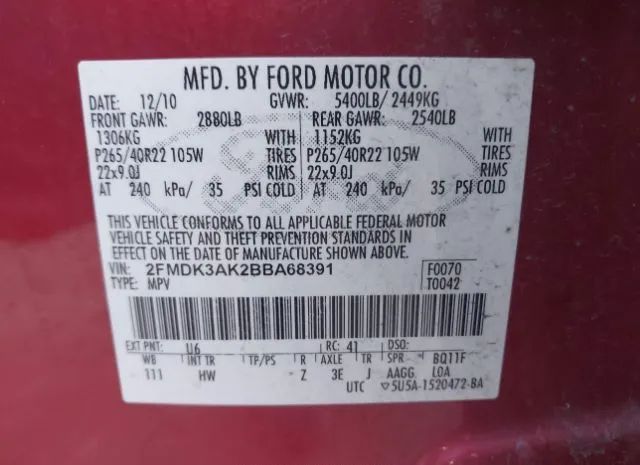 MFD. BY FORD MOTOR CO.
DATE: 12/10 GVWR: 5400LB/ 2449KG
FRONT GAWR: 2880LB REAR GAWR: 2540LB
1306KG WITH 1152KG WITH
P265/40R22 105W TIRES P265/40R22 105W TIRES
22x9.0J RIMS 22x9.0J RIMS
AT 240 kPa/ 35 PSI COLD AT 240 kPa/ 35 PSI COLD
THIS VEHICLE CONFORMS TO ALL APPLICABLE FEDERAL MOTOR
VEHICLE SAFETY AND THEFT PREVENTION STANDARDS IN
EFFECT ON THE DATE OF MANUFACTURE SHOWN ABOVE.
VIN: 2FMDK3AK2BBA68391 F0070
TYPE: MPV T0042
EXT PNT: U6 RC: 41 DSO:
WB INT TR TP/PS R AXLE TR SPR BQ11F
111 HW Z 3E J AAGG LOA
UTC 5U5A-1520472-BA